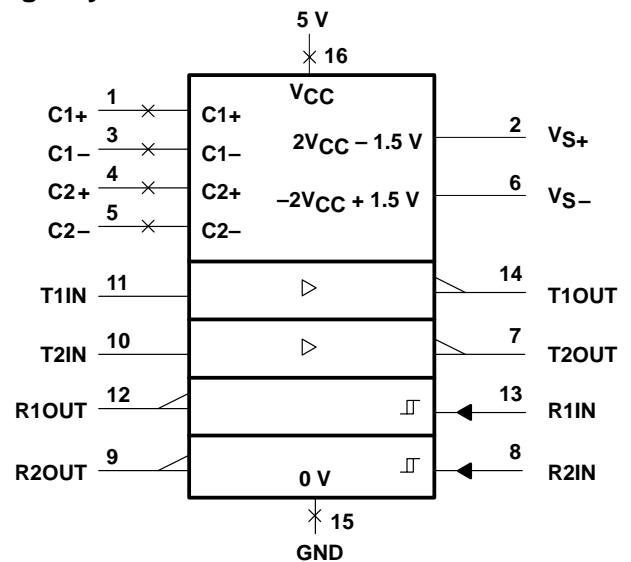 5 V
16
VCC
1
C1+ C1+
3
C1− C1−
2VCC − 1.5 V
2
VS+
4
C2+ C2+
5
C2− C2−
−2VCC + 1.5 V
6
VS−
T1IN 11
14 T1OUT
T2IN 10
7 T2OUT
R1OUT 12
13 R1IN
R2OUT 9
8 R2IN
0 V
15
GND